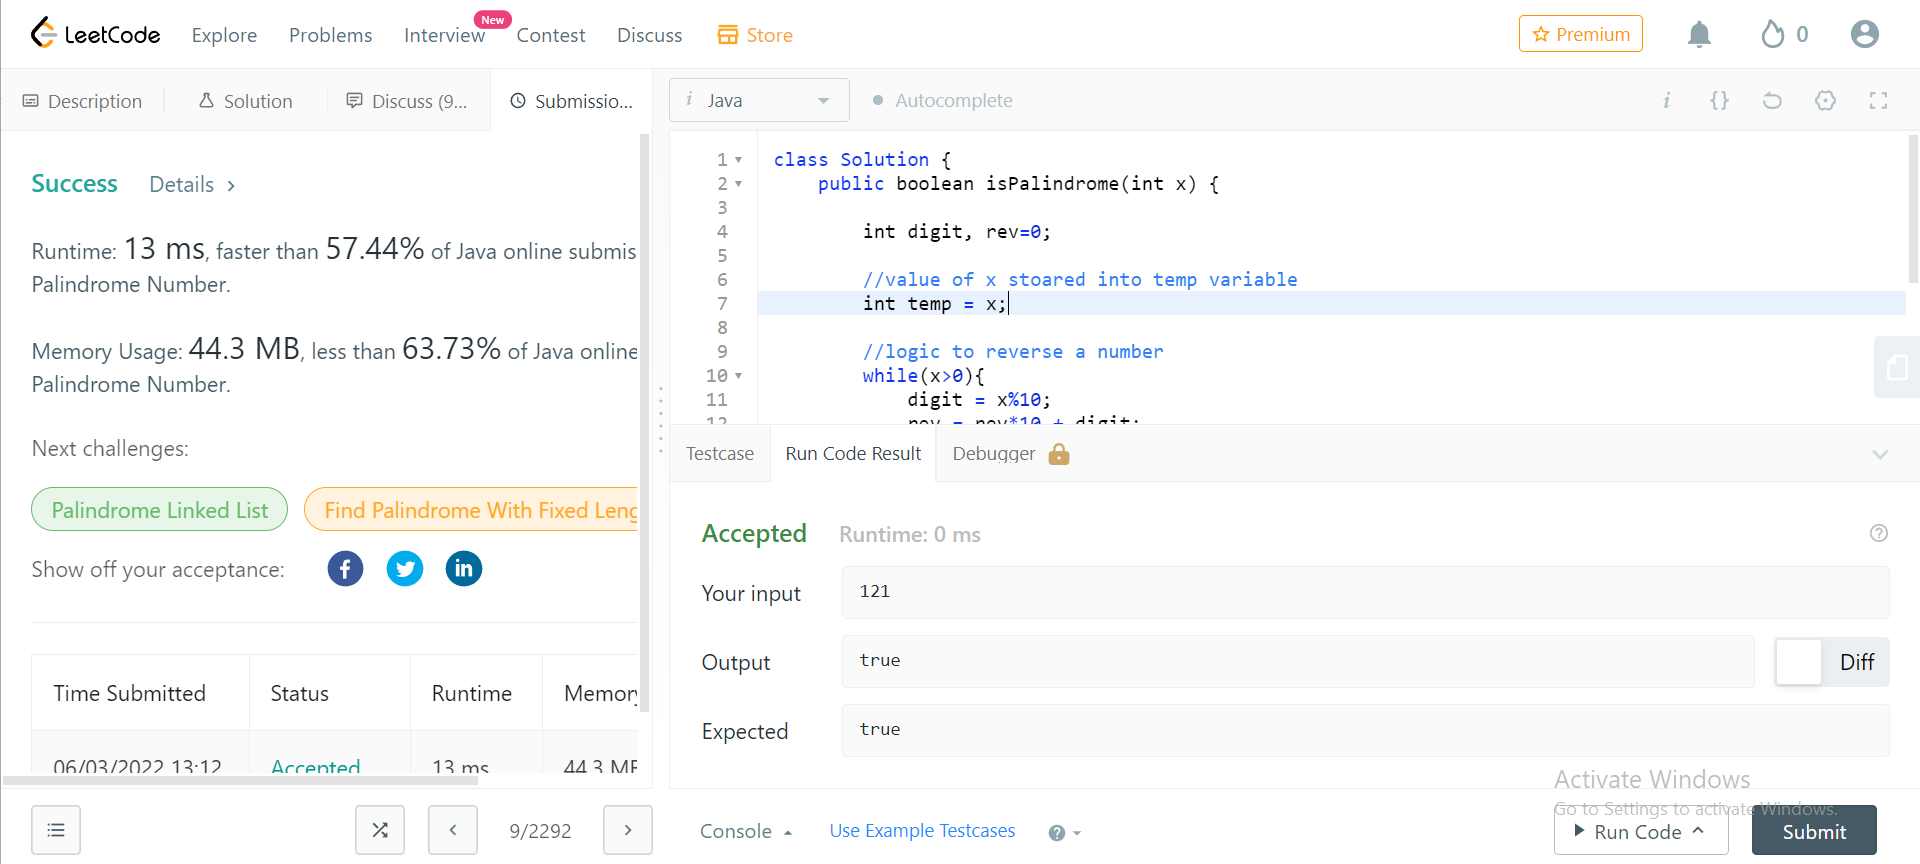 LeetCode Explore Problems Interview New Contest Discuss Store Premium 0
Description Solution Discuss (9... Submissio...
Java Autocomplete
Success Details
Runtime: 13 ms, faster than 57.44% of Java online submis
Palindrome Number.
Memory Usage: 44.3 MB, less than 63.73% of Java online
Palindrome Number.
Next challenges:
Palindrome Linked List Find Palindrome With Fixed Leng
Show off your acceptance:
Time Submitted Status Runtime Memory
06/03/2022 13:12 Accepted 13 ms 44.3 MB
9/2292
1 class Solution {
2 public boolean isPalindrome(int x) {
3
4 int digit, rev=0;
5
6 //value of x stoared into temp variable
7 int temp = x;
8
9 //logic to reverse a number
10 while(x>0){
11 digit = x%10;
12 rev = rev*10 + digit;
Testcase Run Code Result Debugger
Accepted Runtime: 0 ms
Your input 121
Output true Diff
Expected true
Activate Windows
Go to Settings to activate Windows.
Console Use Example Testcases Run Code Submit